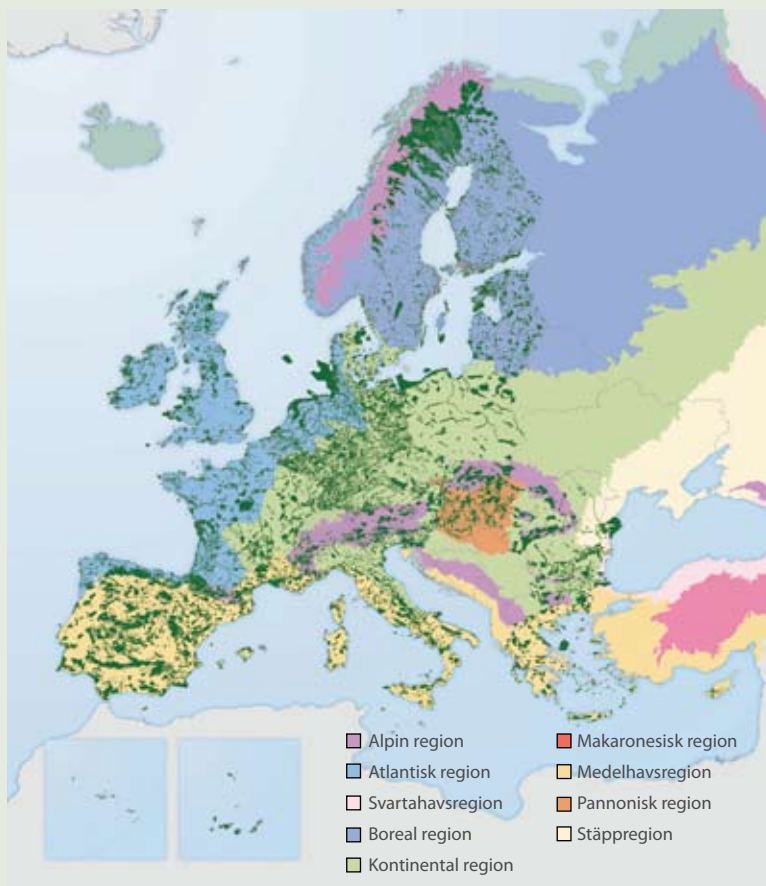 Alpin region
Atlantisk region
Svartahavsregion
Boreal region
Kontinental region
Makaronesisk region
Medelhavsregion
Pannonisk region
Stäppregion